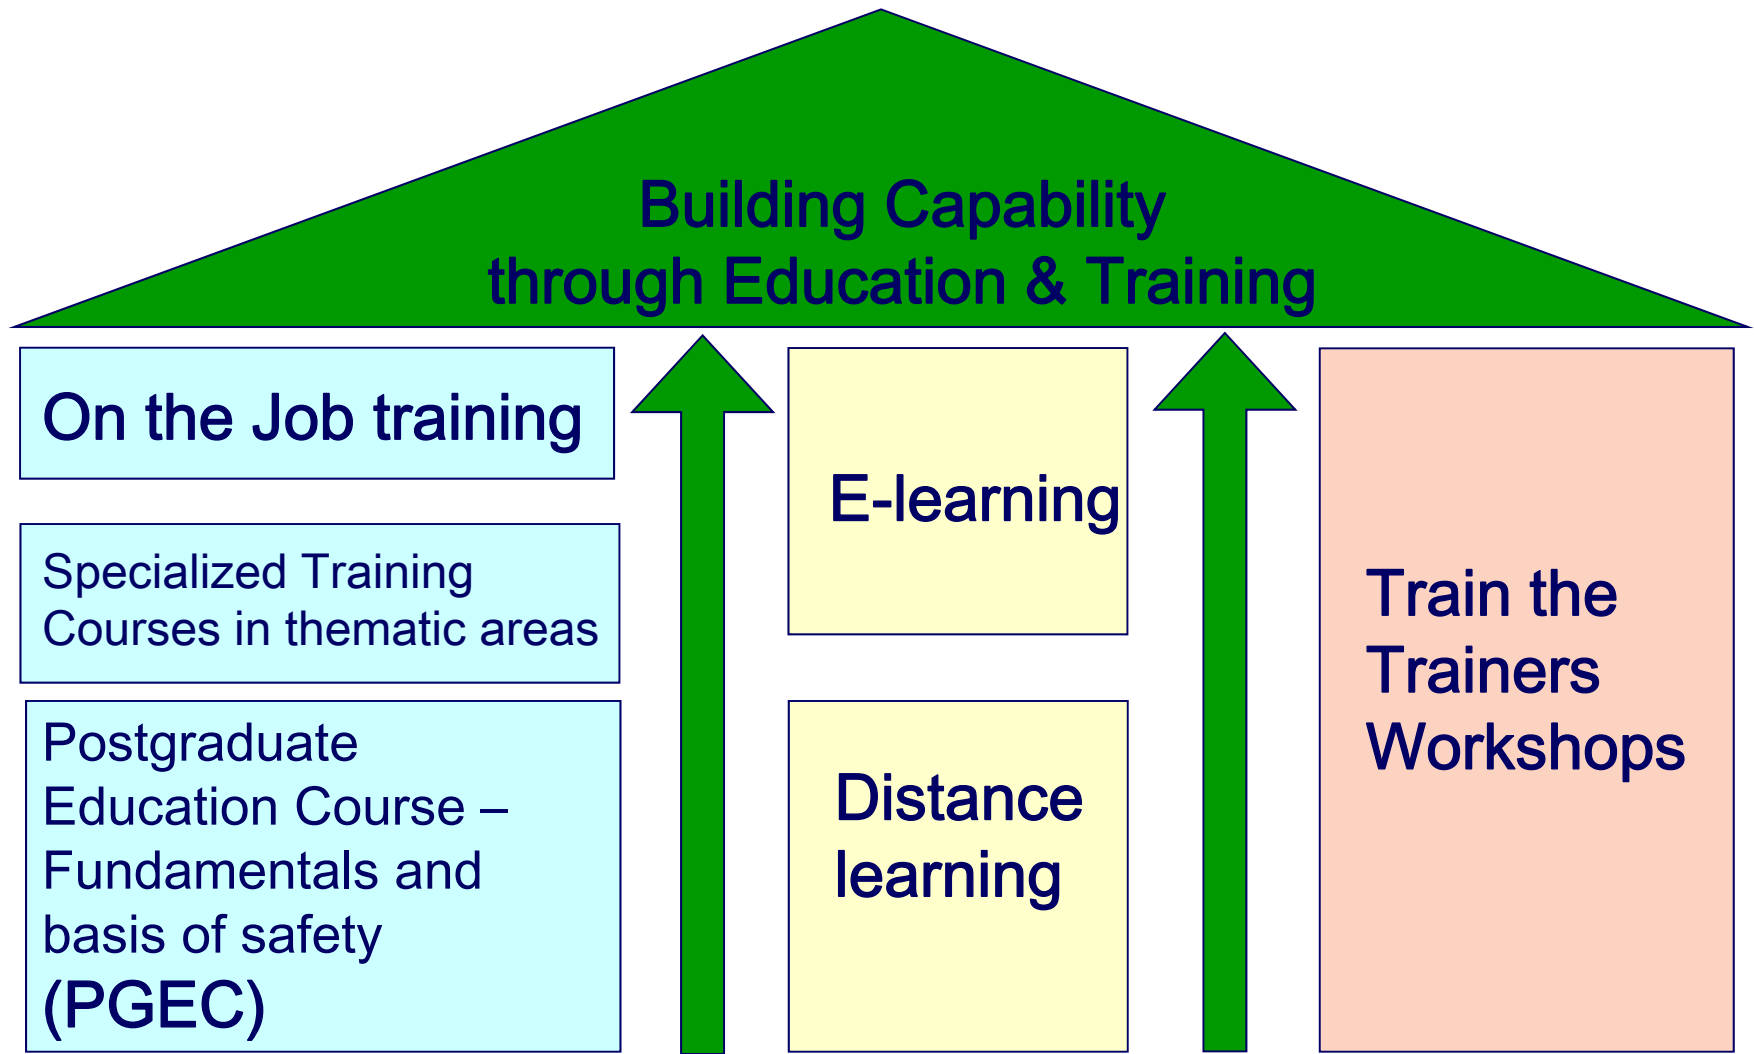 Building Capability
through Education & Training
On the Job training
Specialized Training
Courses in thematic areas
Postgraduate
Education Course –
Fundamentals and
basis of safety
(PGEC)
E-learning
Distance
learning
Train the
Trainers
Workshops